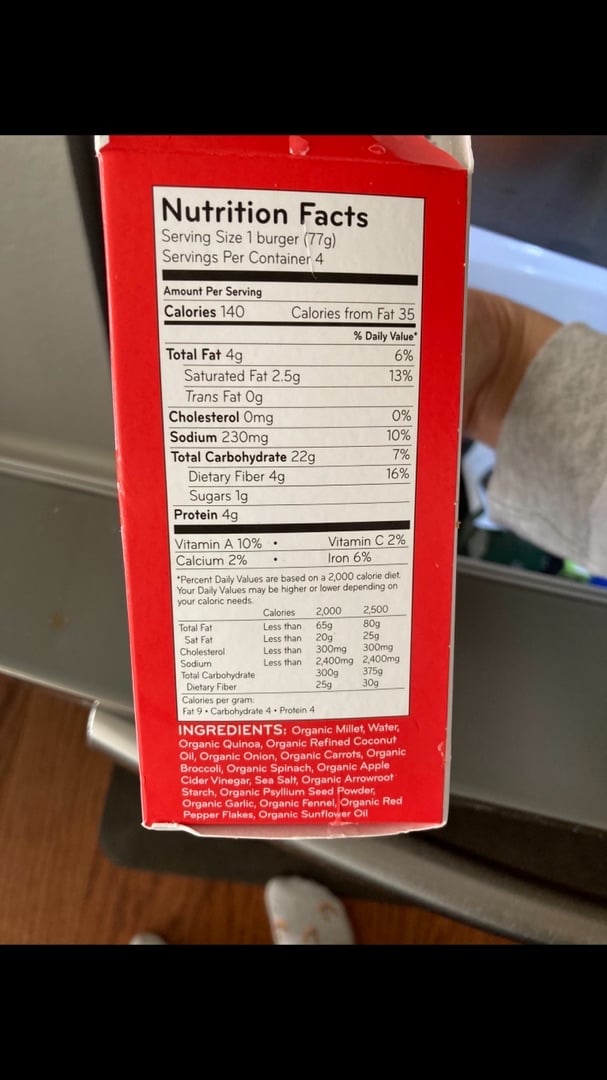 Nutrition Facts
Serving Size 1 burger (77g)
Servings Per Container 4
Amount Per Serving
Calories 140 Calories from Fat 35
% Daily Value*
Total Fat 4g 6%
Saturated Fat 2.5g 13%
Trans Fat 0g
Cholesterol 0mg 0%
Sodium 230mg 10%
Total Carbohydrate 22g 7%
Dietary Fiber 4g 16%
Sugars 1g
Protein 4g
Vitamin A 10% • Vitamin C 2%
Calcium 2% • Iron 6%
*Percent Daily Values are based on a 2,000 calorie diet.
Your Daily Values may be higher or lower depending on
your caloric needs.
Calories 2,000 2,500
Total Fat Less than 65g 80g
Sat Fat Less than 20g 25g
Cholesterol Less than 300mg 300mg
Sodium Less than 2,400mg 2,400mg
Total Carbohydrate 300g 375g
Dietary Fiber 25g 30g
Calories per gram:
Fat 9 • Carbohydrate 4 • Protein 4
INGREDIENTS: Organic Millet, Water,
Organic Quinoa, Organic Refined Coconut
Oil, Organic Onion, Organic Carrots, Organic
Broccoli, Organic Spinach, Organic Apple
Cider Vinegar, Sea Salt, Organic Arrowroot
Starch, Organic Psyllium Seed Powder,
Organic Garlic, Organic Fennel, Organic Red
Pepper Flakes, Organic Sunflower Oil